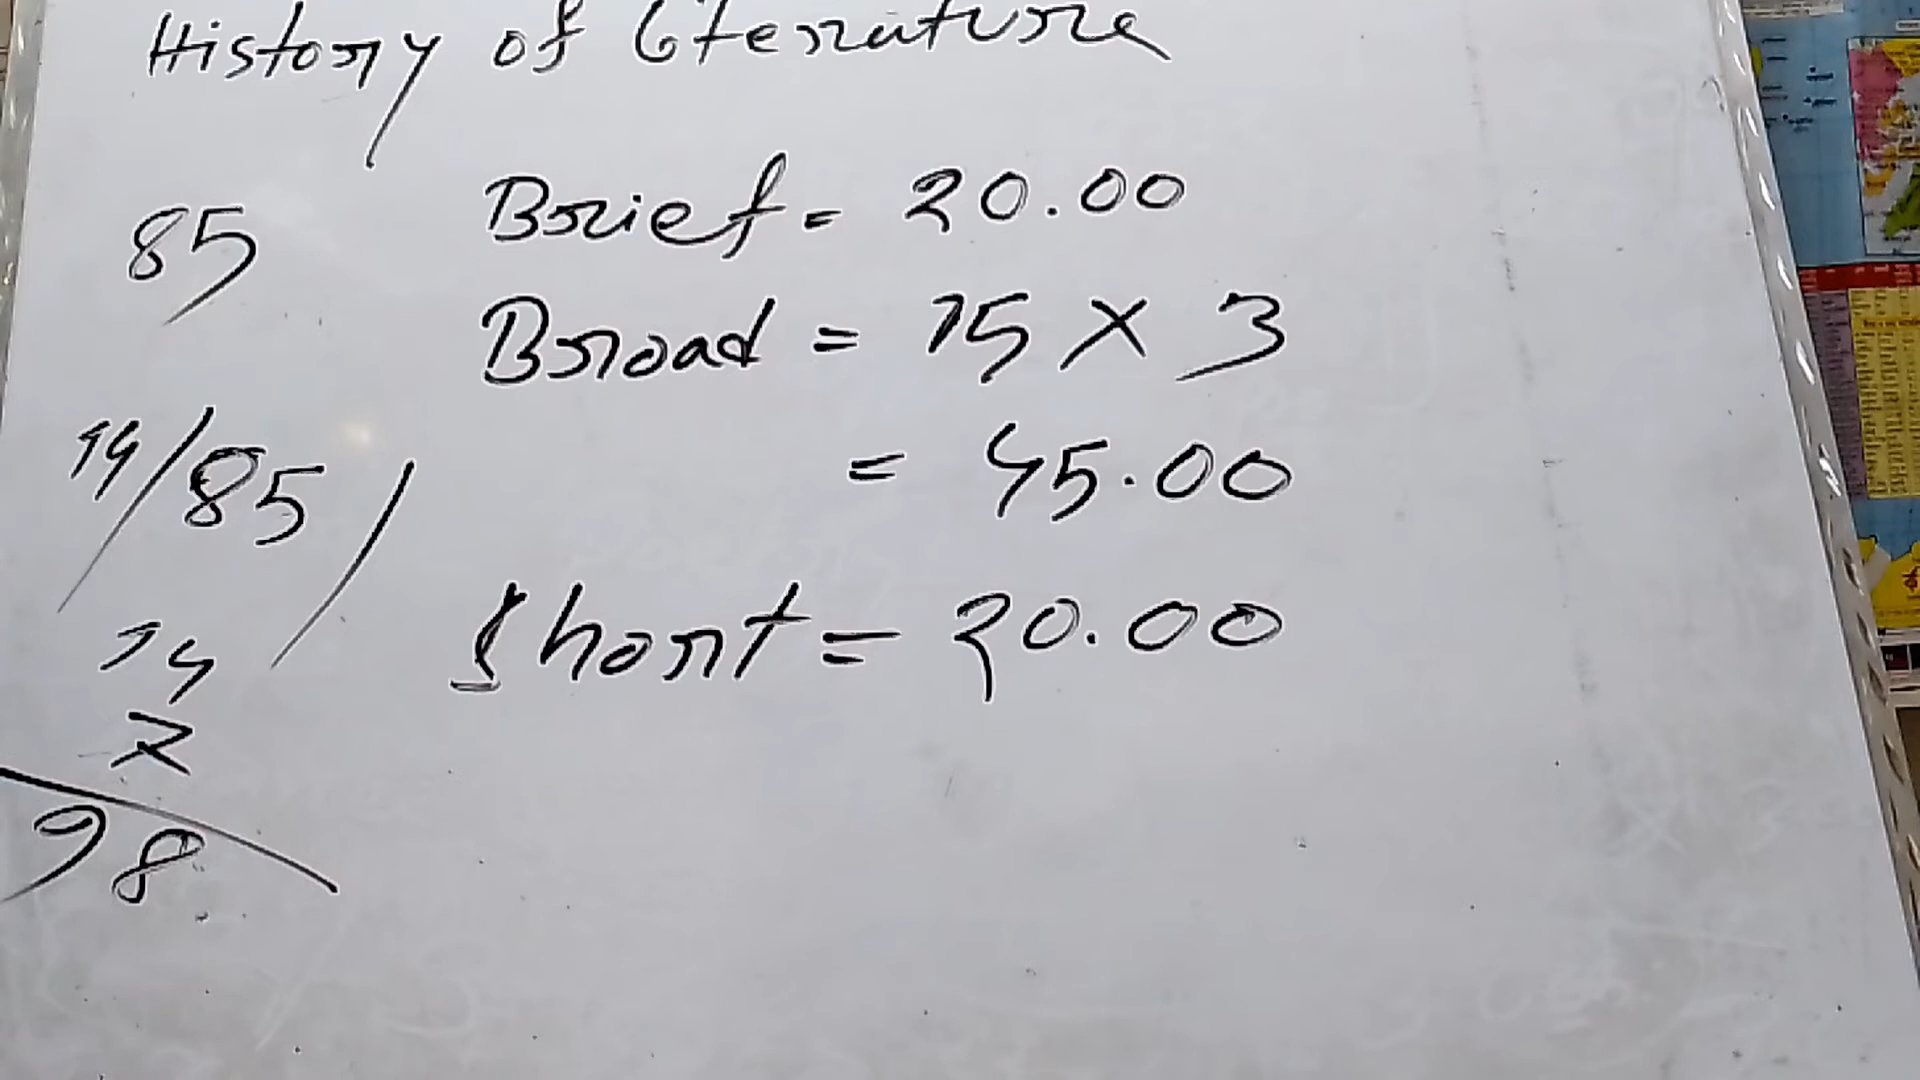 History of Literature
85
Brief = 20.00
Broad = 15 X 3
= 45.00
14/85/
Short = 20.00
14
7
98